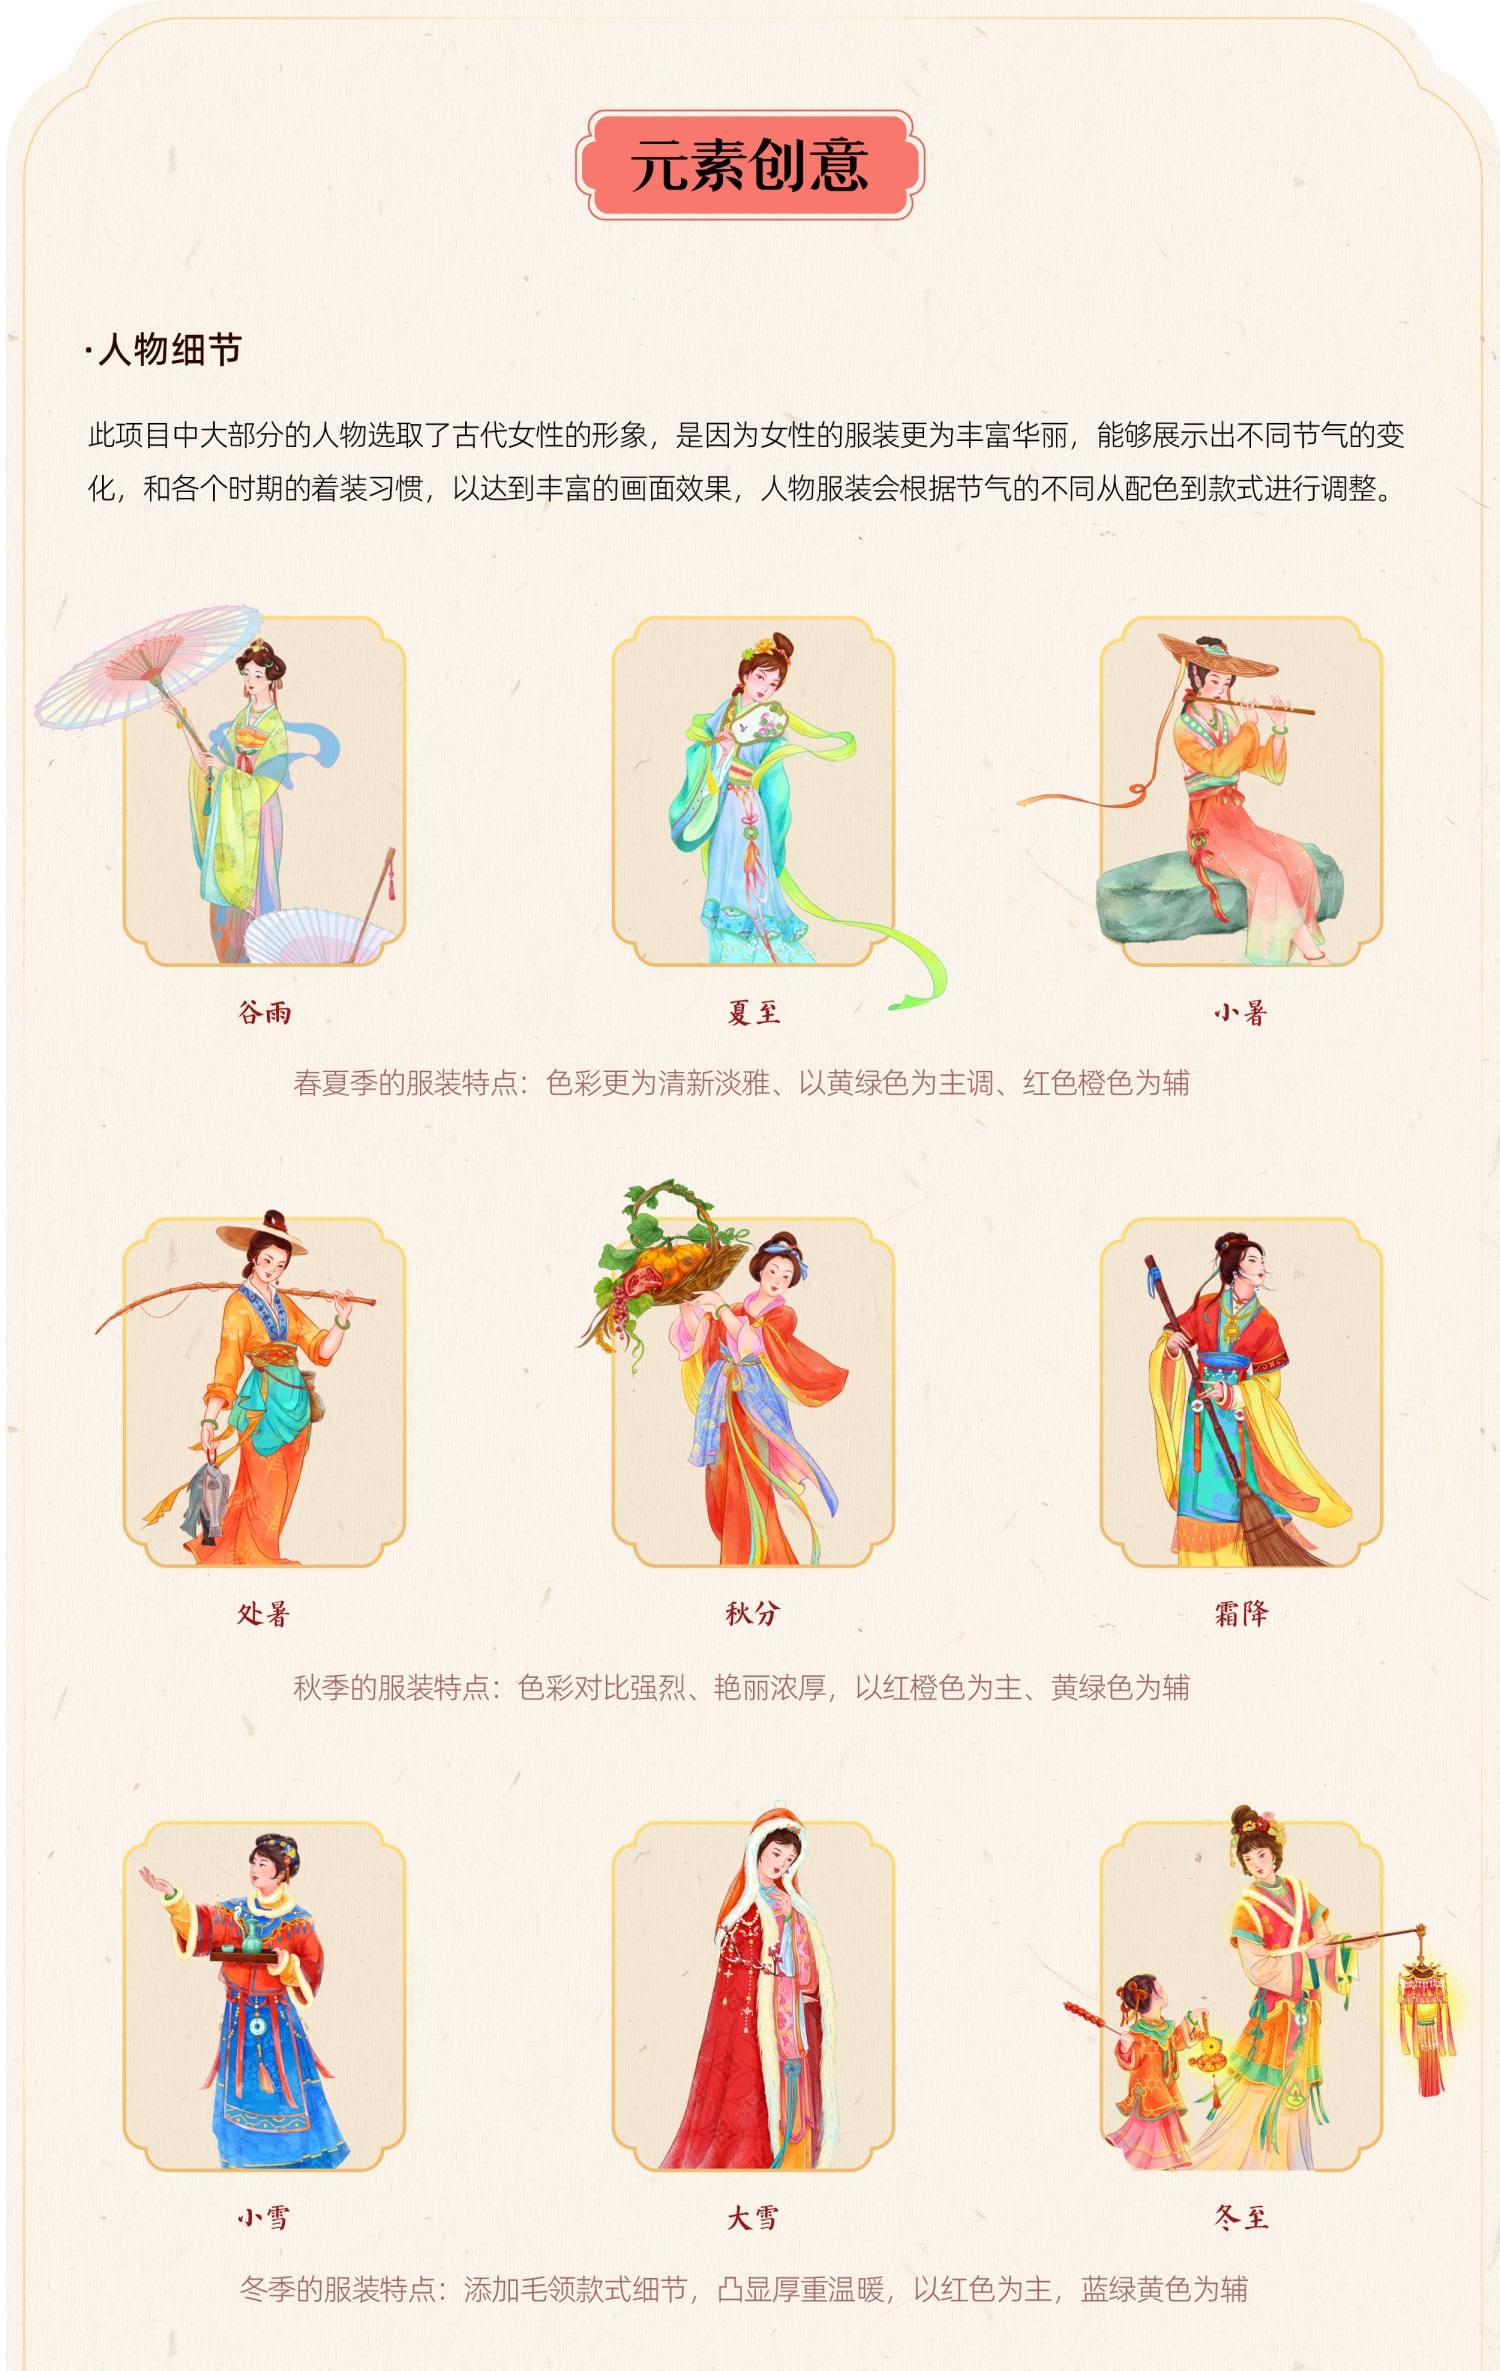 元素创意
·人物细节
此项目中大部分的人物选取了古代女性的形象，是因为女性的服装更为丰富华丽，能够展示出不同节气的变
化，和各个时期的着装习惯，以达到丰富的画面效果，人物服装会根据节气的不同从配色到款式进行调整。
谷雨
夏至
小暑
春夏季的服装特点：色彩更为清新淡雅、以黄绿色为主调、红色橙色为辅
处暑
秋分
霜降
秋季的服装特点：色彩对比强烈、艳丽浓厚，以红橙色为主、黄绿色为辅
小雪
大雪
冬至
冬季的服装特点：添加毛领款式细节，凸显厚重温暖，以红色为主，蓝绿黄色为辅